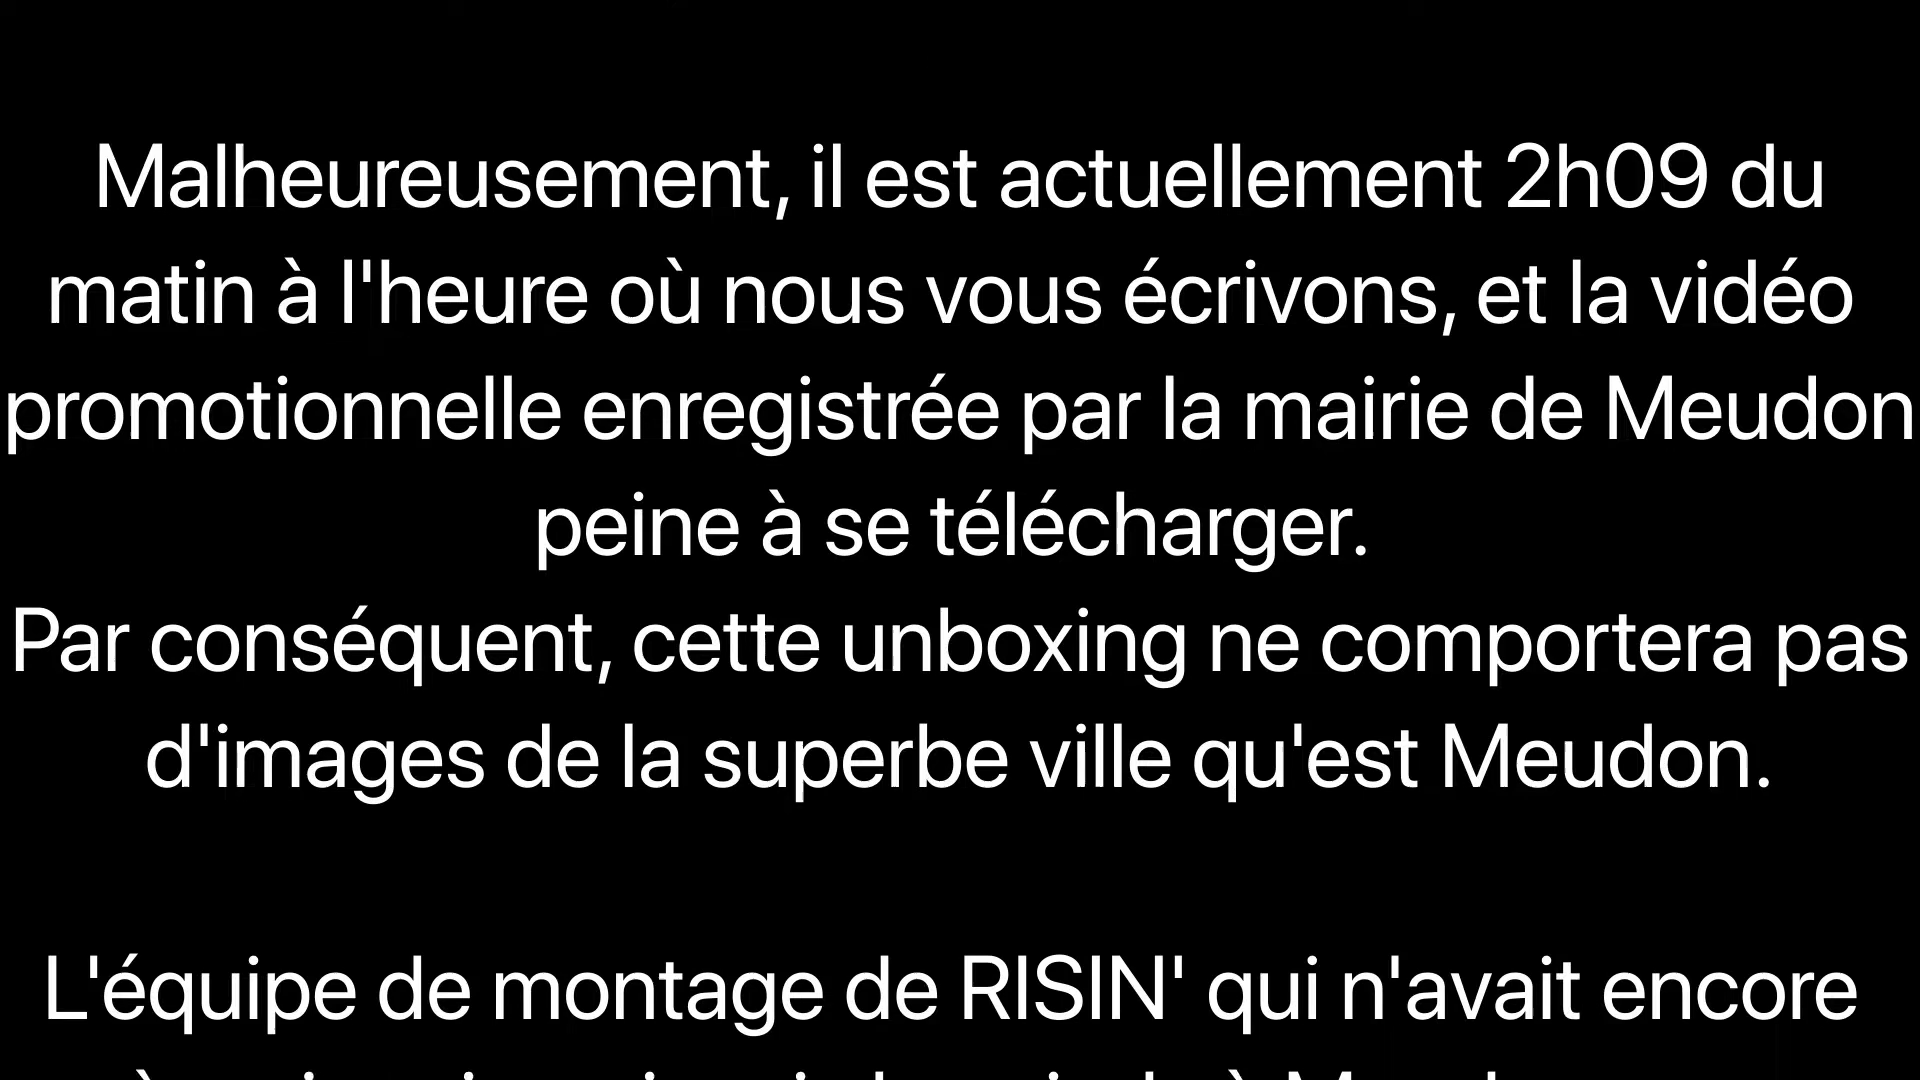 Malheureusement, il est actuellement 2h09 du
matin à l'heure où nous vous écrivons, et la vidéo
promotionnelle enregistrée par la mairie de Meudon
peine à se télécharger.
Par conséquent, cette unboxing ne comportera pas
d'images de la superbe ville qu'est Meudon.
L'équipe de montage de RISIN' qui n'avait encore